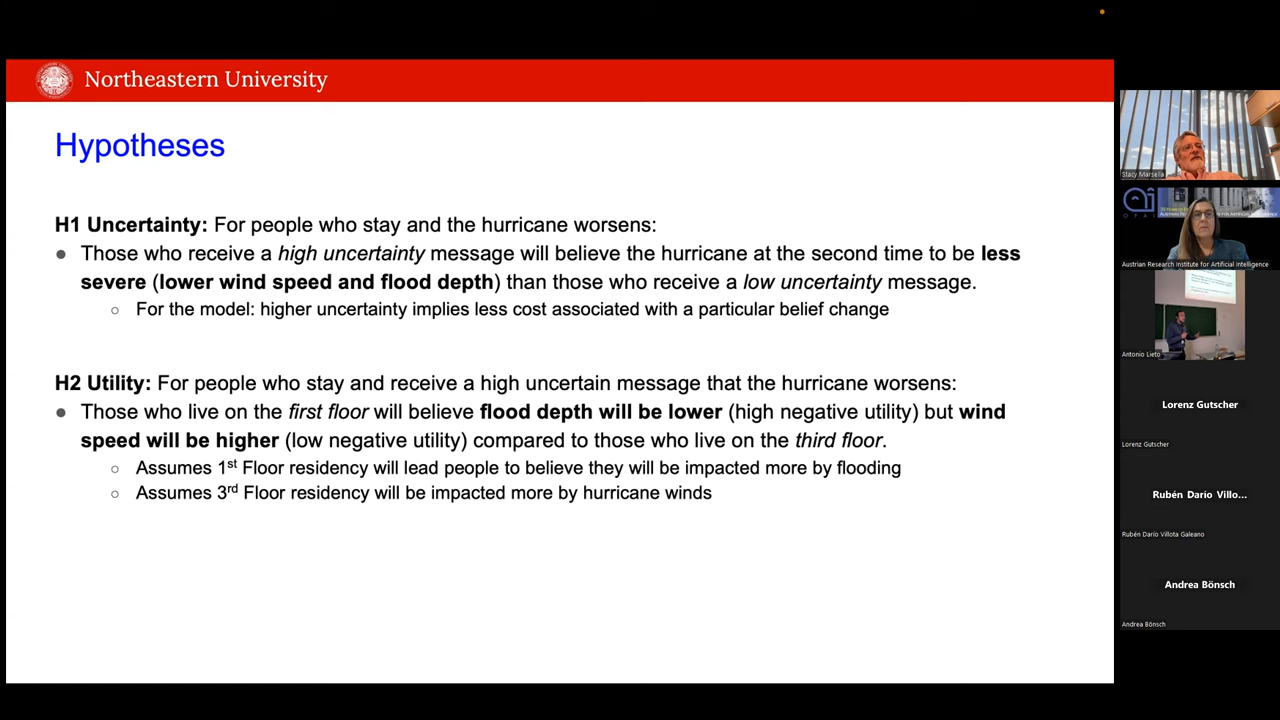 Northeastern University
Hypotheses
H1 Uncertainty: For people who stay and the hurricane worsens:
● Those who receive a high uncertainty message will believe the hurricane at the second time to be less
severe (lower wind speed and flood depth) than those who receive a low uncertainty message.
○ For the model: higher uncertainty implies less cost associated with a particular belief change
H2 Utility: For people who stay and receive a high uncertain message that the hurricane worsens:
● Those who live on the first floor will believe flood depth will be lower (high negative utility) but wind
speed will be higher (low negative utility) compared to those who live on the third floor.
○ Assumes 1st Floor residency will lead people to believe they will be impacted more by flooding
○ Assumes 3rd Floor residency will be impacted more by hurricane winds
Stacy Marsella
Austrian Research Institute for Artificial Intelligence
Antonio Lieto
Lorenz Gutscher
Lorenz Gutscher
Rubén Darío Villo...
Rubén Darío Villota Galeano
Andrea Bönsch
Andrea Bönsch